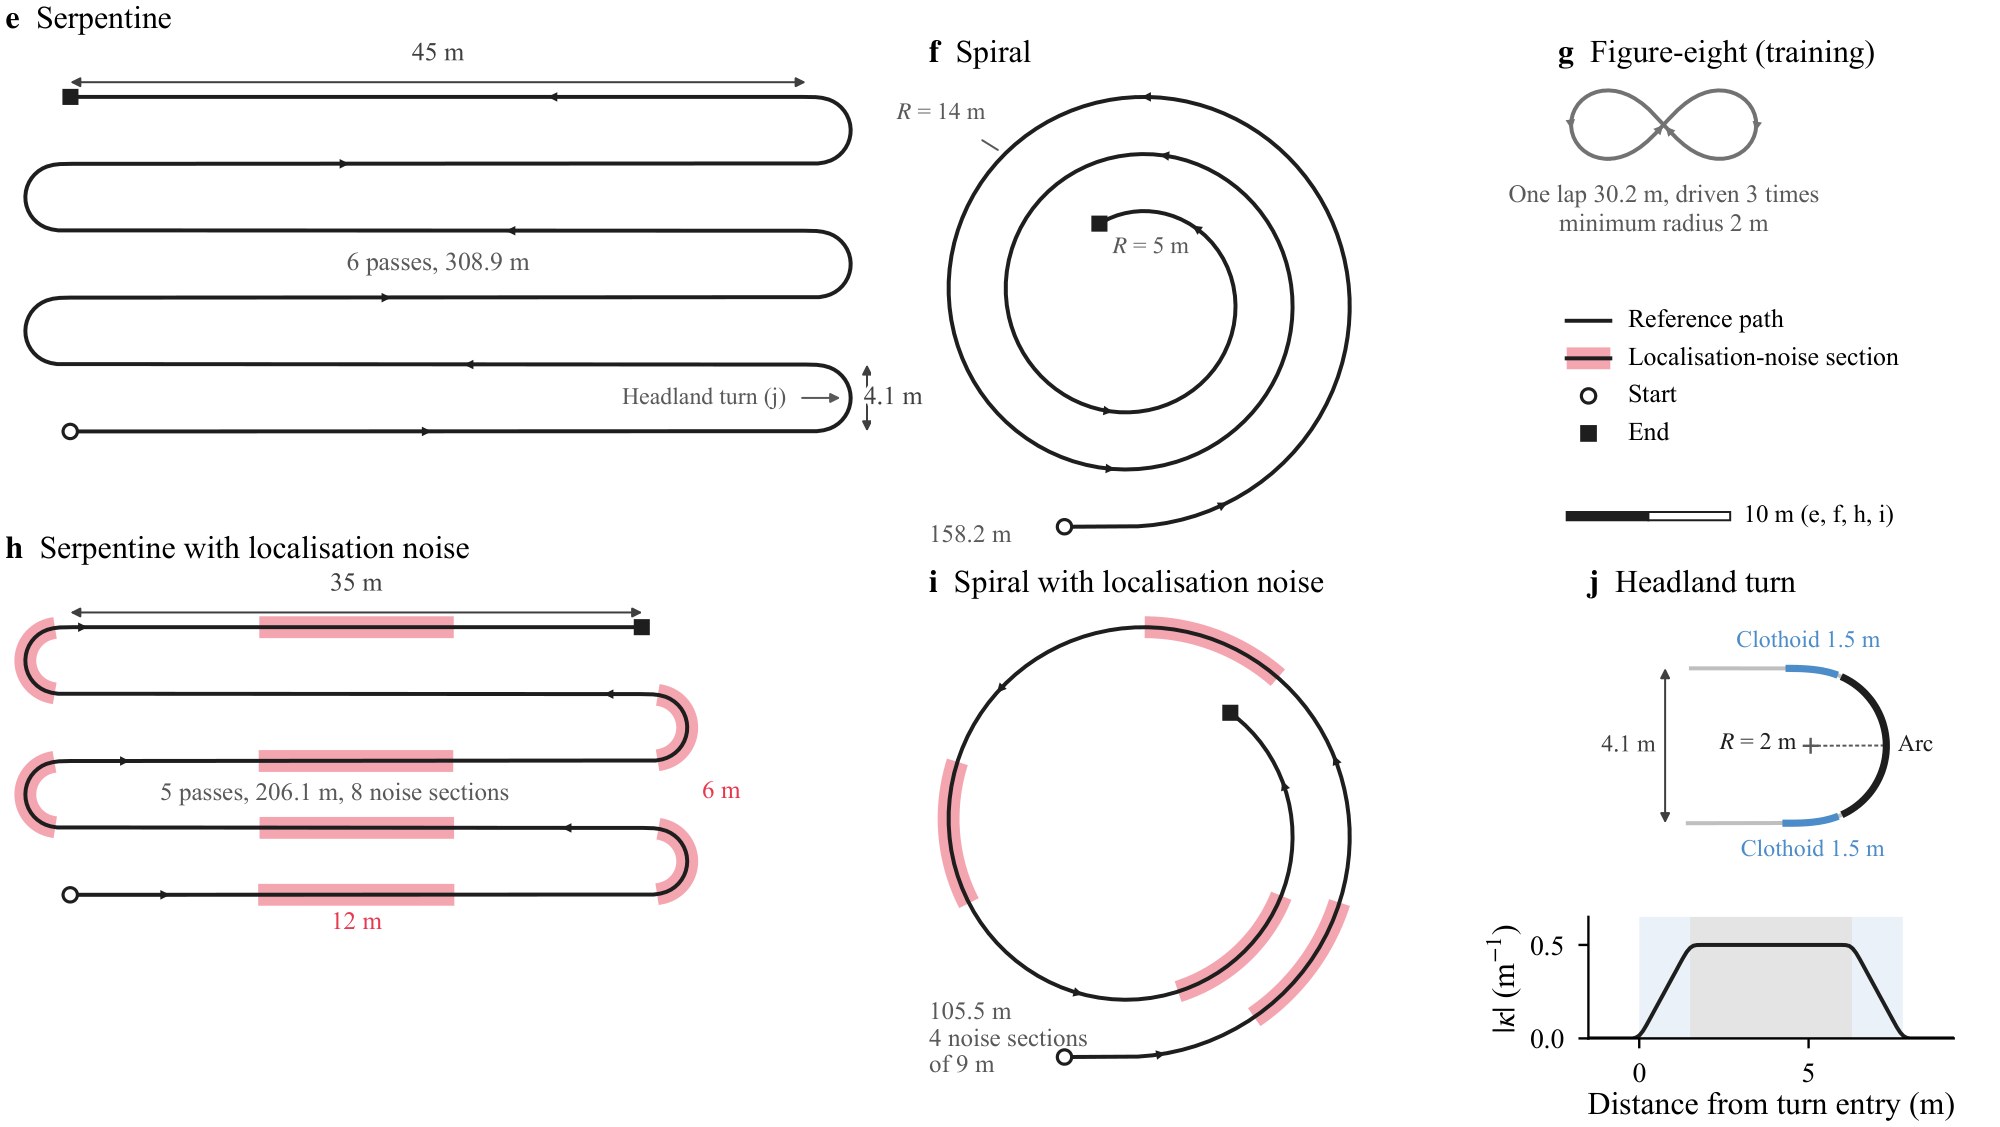 e Serpentine
45 m
6 passes, 308.9 m
Headland turn (j)
4.1 m
f Spiral
R = 14 m
R = 5 m
158.2 m
g Figure-eight (training)
One lap 30.2 m, driven 3 times
minimum radius 2 m
Reference path
Localisation-noise section
Start
End
10 m (e, f, h, i)
h Serpentine with localisation noise
35 m
5 passes, 206.1 m, 8 noise sections
6 m
12 m
i Spiral with localisation noise
105.5 m
4 noise sections
of 9 m
j Headland turn
Clothoid 1.5 m
4.1 m
R = 2 m
Arc
Clothoid 1.5 m
|κ| (m⁻¹)
0.5
0.0
0
5
Distance from turn entry (m)